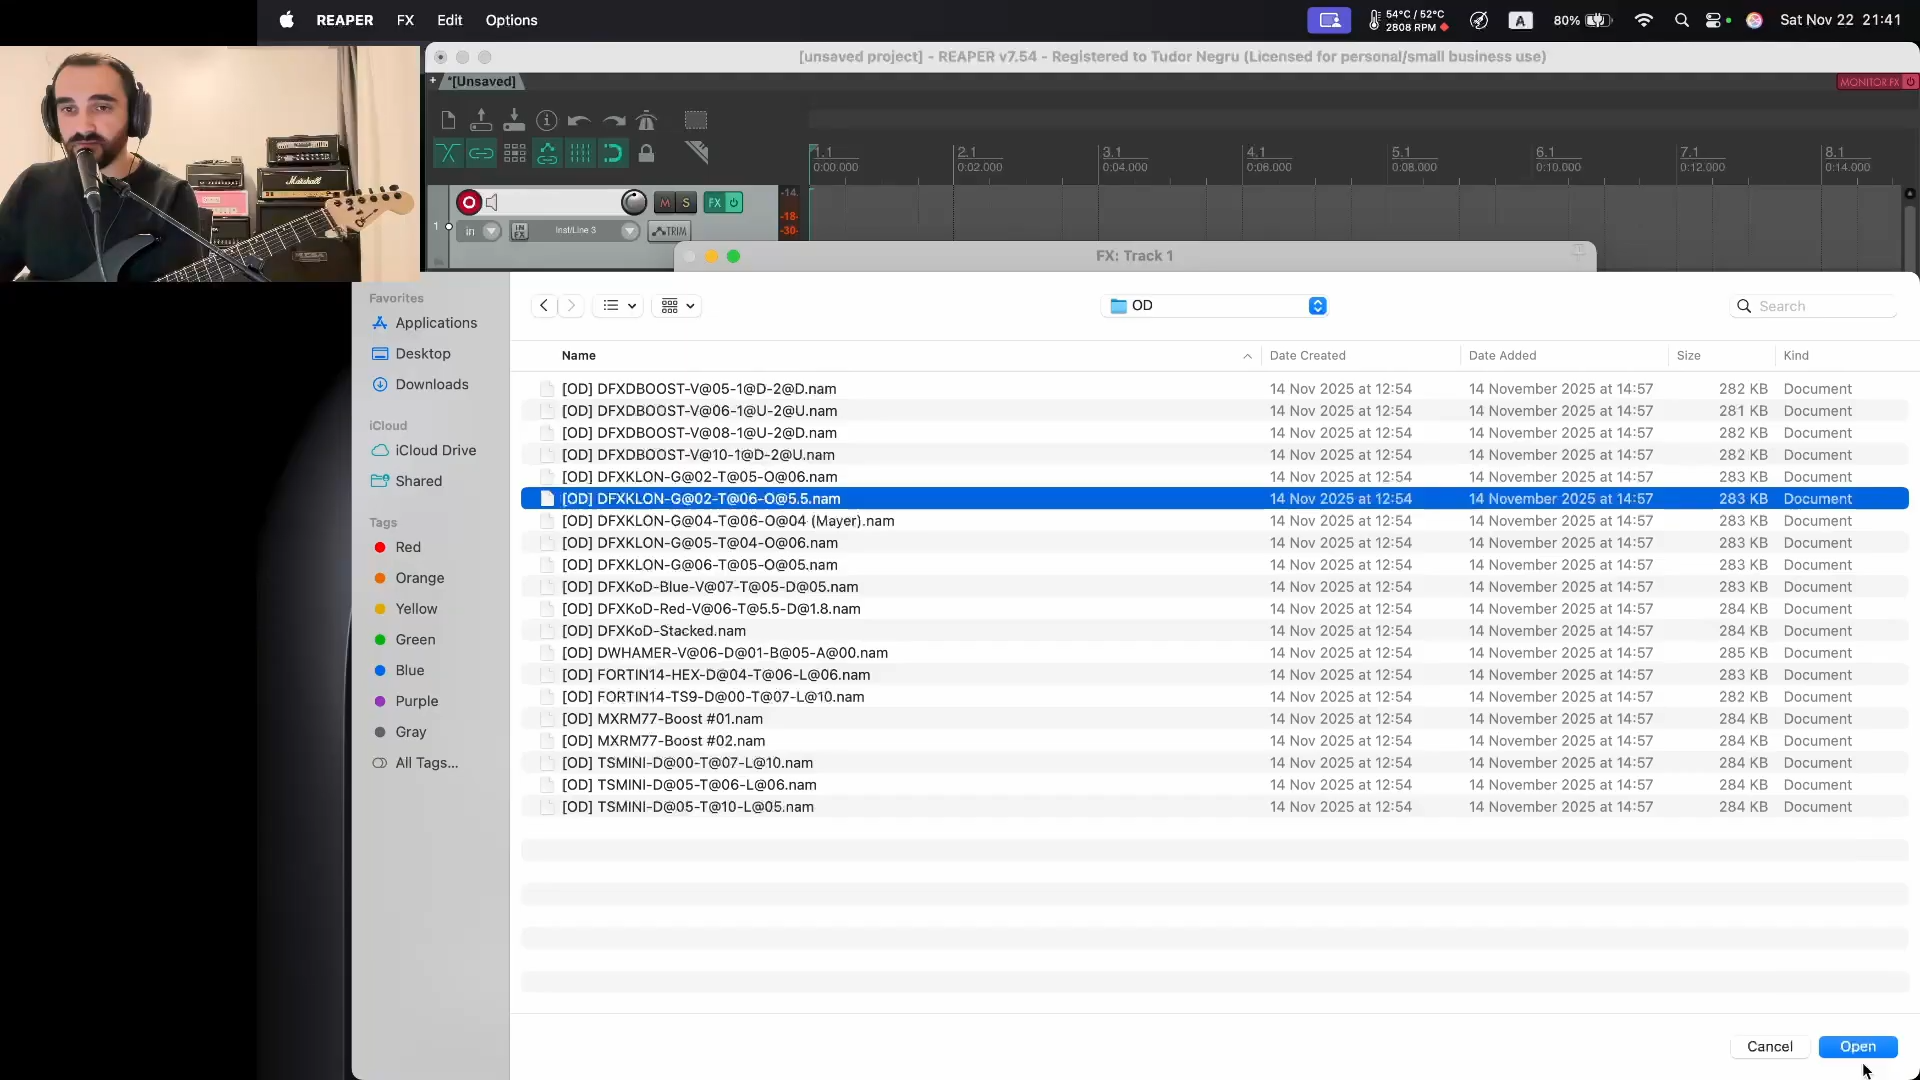 REAPER FX Edit Options
54°C / 52°C
2808 RPM
A
80%
Sat Nov 22 21:41
[unsaved project] - REAPER v7.54 - Registered to Tudor Negru (Licensed for personal/small business use)
+ *[Unsaved]
MONITOR FX
1.1 2.1 3.1 4.1 5.1 6.1 7.1 8.1
0:00.000 0:02.000 0:04.000 0:06.000 0:08.000 0:10.000 0:12.000 0:14.000
Marshall
M S FX
-14
-18-
-30-
1 in IN FX Inst/Line 3 TRIM
FX: Track 1
Favorites
Applications
Desktop
Downloads
iCloud
iCloud Drive
Shared
Tags
Red
Orange
Yellow
Green
Blue
Purple
Gray
All Tags...
OD
Search
Name Date Created Date Added Size Kind
[OD] DFXDBOOST-V@05-1@D-2@D.nam 14 Nov 2025 at 12:54 14 November 2025 at 14:57 282 KB Document
[OD] DFXDBOOST-V@06-1@U-2@U.nam 14 Nov 2025 at 12:54 14 November 2025 at 14:57 281 KB Document
[OD] DFXDBOOST-V@08-1@U-2@D.nam 14 Nov 2025 at 12:54 14 November 2025 at 14:57 282 KB Document
[OD] DFXDBOOST-V@10-1@D-2@U.nam 14 Nov 2025 at 12:54 14 November 2025 at 14:57 282 KB Document
[OD] DFXKLON-G@02-T@05-O@06.nam 14 Nov 2025 at 12:54 14 November 2025 at 14:57 283 KB Document
[OD] DFXKLON-G@02-T@06-O@5.5.nam 14 Nov 2025 at 12:54 14 November 2025 at 14:57 283 KB Document
[OD] DFXKLON-G@04-T@06-O@04 (Mayer).nam 14 Nov 2025 at 12:54 14 November 2025 at 14:57 283 KB Document
[OD] DFXKLON-G@05-T@04-O@06.nam 14 Nov 2025 at 12:54 14 November 2025 at 14:57 283 KB Document
[OD] DFXKLON-G@06-T@05-O@05.nam 14 Nov 2025 at 12:54 14 November 2025 at 14:57 283 KB Document
[OD] DFXKoD-Blue-V@07-T@05-D@05.nam 14 Nov 2025 at 12:54 14 November 2025 at 14:57 283 KB Document
[OD] DFXKoD-Red-V@06-T@5.5-D@1.8.nam 14 Nov 2025 at 12:54 14 November 2025 at 14:57 284 KB Document
[OD] DFXKoD-Stacked.nam 14 Nov 2025 at 12:54 14 November 2025 at 14:57 284 KB Document
[OD] DWHAMER-V@06-D@01-B@05-A@00.nam 14 Nov 2025 at 12:54 14 November 2025 at 14:57 285 KB Document
[OD] FORTIN14-HEX-D@04-T@06-L@06.nam 14 Nov 2025 at 12:54 14 November 2025 at 14:57 283 KB Document
[OD] FORTIN14-TS9-D@00-T@07-L@10.nam 14 Nov 2025 at 12:54 14 November 2025 at 14:57 282 KB Document
[OD] MXRM77-Boost #01.nam 14 Nov 2025 at 12:54 14 November 2025 at 14:57 284 KB Document
[OD] MXRM77-Boost #02.nam 14 Nov 2025 at 12:54 14 November 2025 at 14:57 284 KB Document
[OD] TSMINI-D@00-T@07-L@10.nam 14 Nov 2025 at 12:54 14 November 2025 at 14:57 284 KB Document
[OD] TSMINI-D@05-T@06-L@06.nam 14 Nov 2025 at 12:54 14 November 2025 at 14:57 284 KB Document
[OD] TSMINI-D@05-T@10-L@05.nam 14 Nov 2025 at 12:54 14 November 2025 at 14:57 284 KB Document
Cancel Open